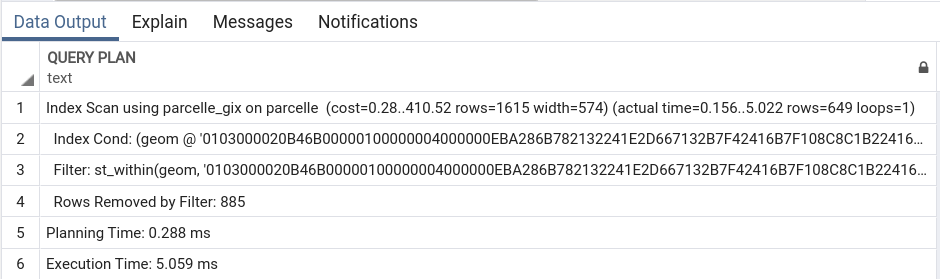 Data Output Explain Messages Notifications
QUERY PLAN
text
1 Index Scan using parcelle_gix on parcelle (cost=0.28..410.52 rows=1615 width=574) (actual time=0.156..5.022 rows=649 loops=1)
2 Index Cond: (geom @ '0103000020B46B00000100000004000000EBA286B782132241E2D667132B7F42416B7F108C8C1B22416...
3 Filter: st_within(geom, '0103000020B46B00000100000004000000EBA286B782132241E2D667132B7F42416B7F108C8C1B22416...
4 Rows Removed by Filter: 885
5 Planning Time: 0.288 ms
6 Execution Time: 5.059 ms